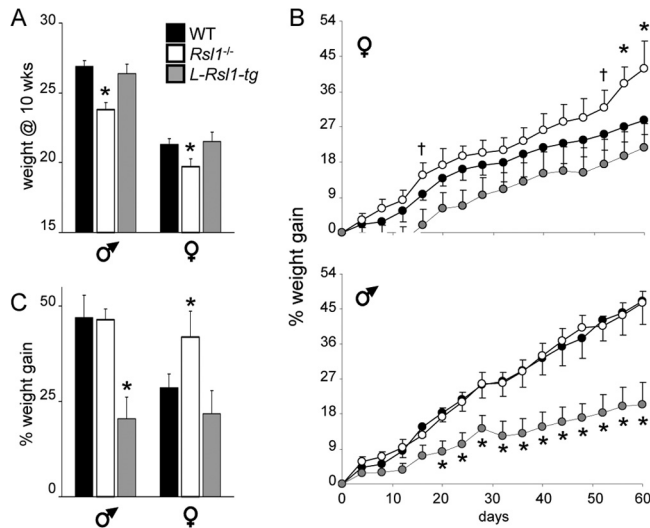 A
WT
Rsl1-/-
L-Rsl1-tg
weight @ 10 wks
30
25
20
15
*
*
♂
♀
B
♀
% weight gain
54
45
36
27
18
9
0
†
†
*
*
♂
54
45
36
27
18
9
0
* * * * * * * * * * *
0 10 20 30 40 50 60
days
C
% weight gain
50
25
0
*
*
♂
♀